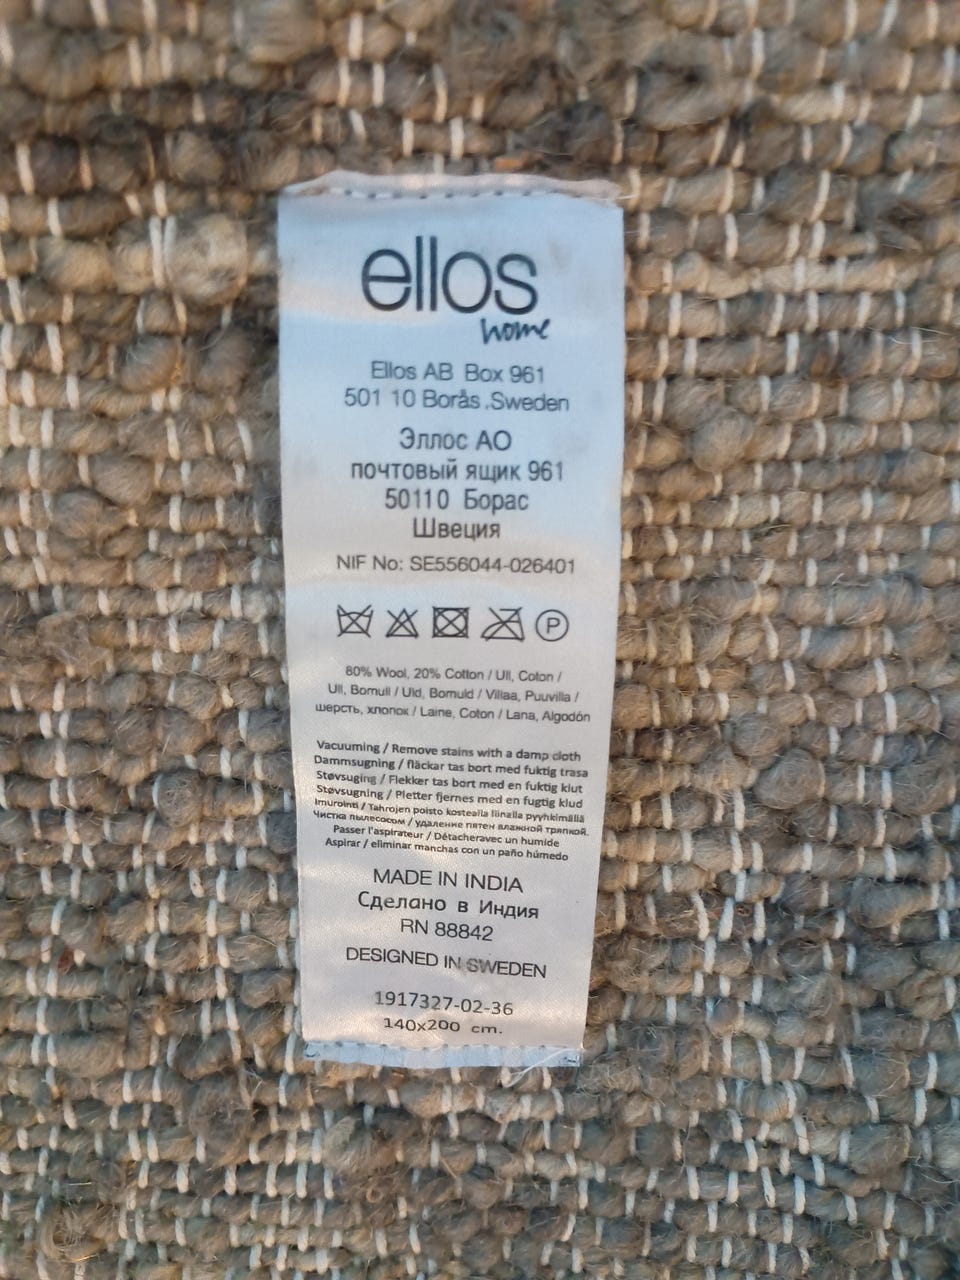 ellos
home
Ellos AB Box 961
501 10 Borås .Sweden
Эллос АО
почтовый ящик 961
50110 Борас
Швеция
NIF No: SE556044-026401
P
80% Wool, 20% Cotton / Ull, Coton /
Ull, Bomull / Uld, Bomuld / Villaa, Puuvilla /
шерсть, хлопок / Laine, Coton / Lana, Algodón
Vacuuming / Remove stains with a damp cloth
Dammsugning / fläckar tas bort med fuktig trasa
Støvsuging / Flekker tas bort med en fuktig klut
Støvsugning / Pletter fjernes med en fugtig klud
Imurointi / Tahrojen poisto kostealla liinalla pyyhkimällä
Чистка пылесосом / удаление пятен влажной тряпкой.
Passer l'aspirateur / Détacheravec un humide
Aspirar / eliminar manchas con un paño húmedo
MADE IN INDIA
Сделано в Индия
RN 88842
DESIGNED IN SWEDEN
1917327-02-36
140x200 cm.